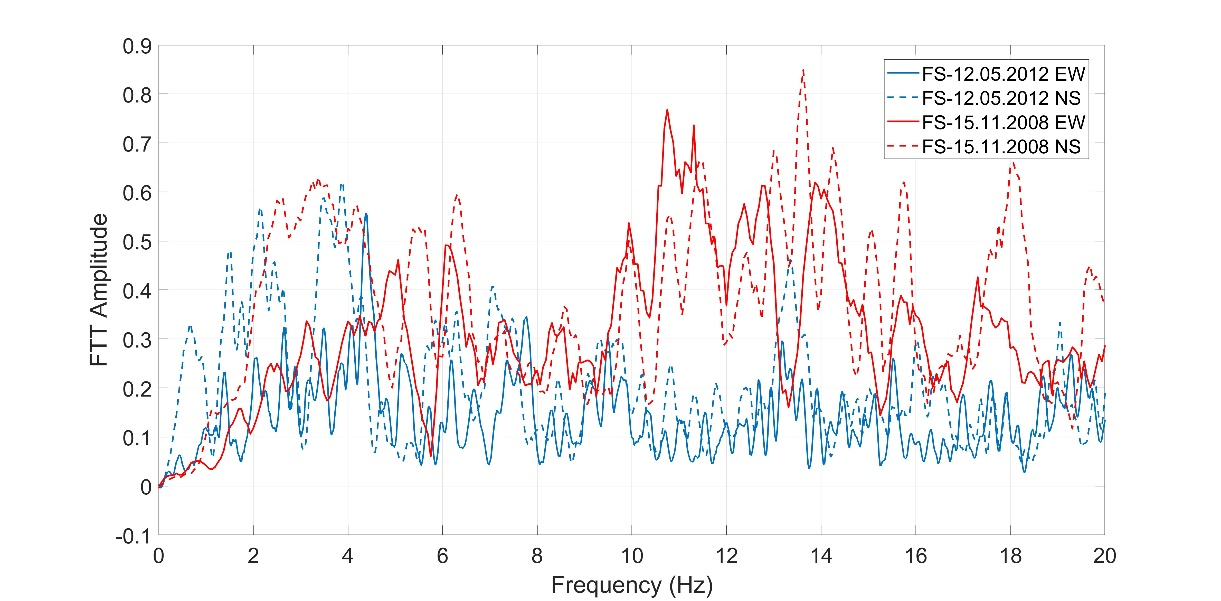 0.9
0.8
0.7
0.6
0.5
0.4
0.3
0.2
0.1
0
-0.1
FTT Amplitude
FS-12.05.2012 EW
FS-12.05.2012 NS
FS-15.11.2008 EW
FS-15.11.2008 NS
0 2 4 6 8 10 12 14 16 18 20
Frequency (Hz)